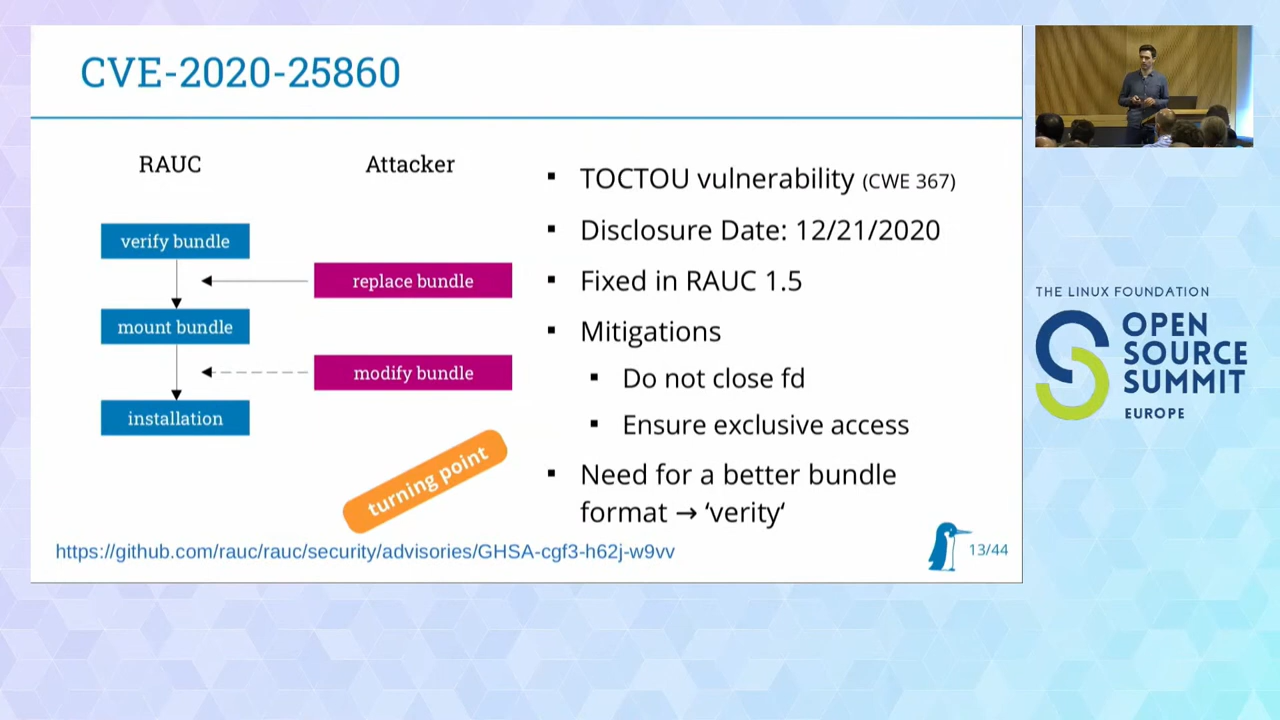 CVE-2020-25860
RAUC
Attacker
verify bundle
replace bundle
mount bundle
modify bundle
installation
turning point
▪ TOCTOU vulnerability (CWE 367)
▪ Disclosure Date: 12/21/2020
▪ Fixed in RAUC 1.5
▪ Mitigations
▪ Do not close fd
▪ Ensure exclusive access
▪ Need for a better bundle
format → ‘verity‘
https://github.com/rauc/rauc/security/advisories/GHSA-cgf3-h62j-w9vv
13/44
THE LINUX FOUNDATION
OPEN
SOURCE
SUMMIT
EUROPE